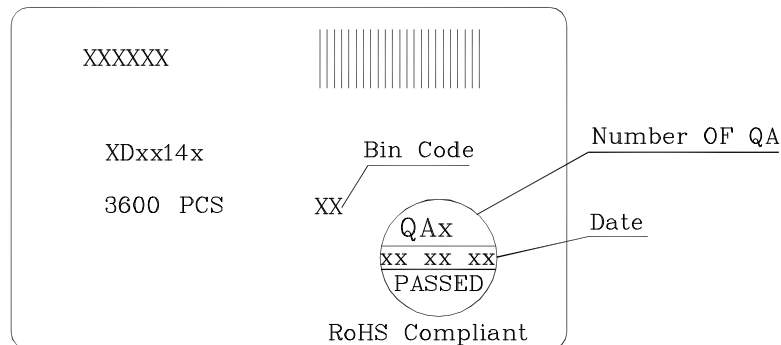 XXXXXX
Number OF QA
XDxx14x
Bin Code
3600 PCS
XX
QAx
Date
xx xx xx
PASSED
RoHS Compliant